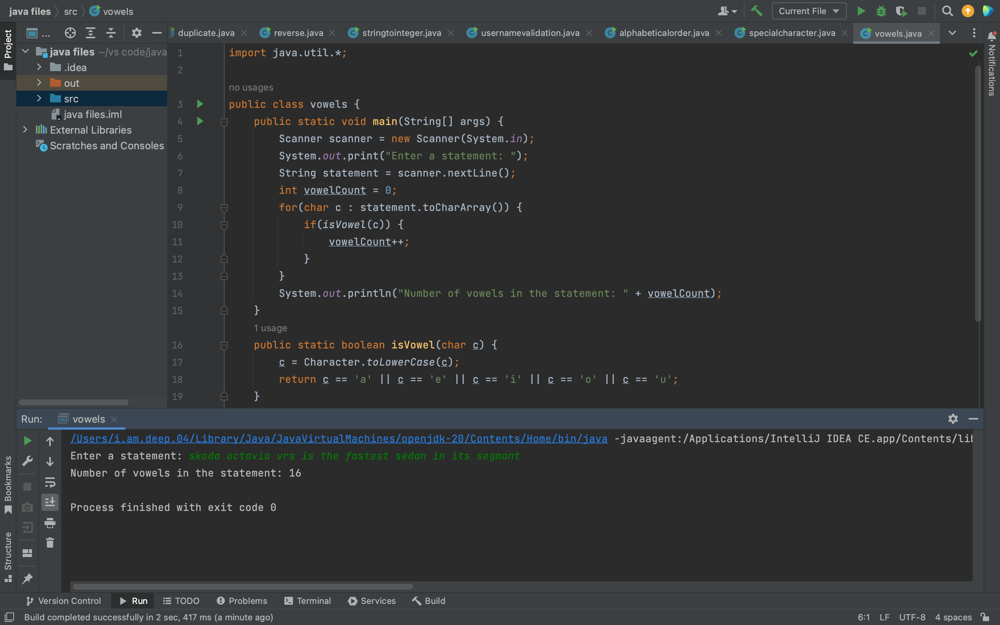 java files src vowels Current File
Project
... duplicate.java reverse.java stringtointeger.java usernamevalidation.java alphabeticalorder.java specialcharacter.java vowels.java
Notifications
java files ~/vs code/java
.idea
out
src
java files.iml
External Libraries
Scratches and Consoles
1 import java.util.*;
2
no usages
3 public class vowels {
4 public static void main(String[] args) {
5 Scanner scanner = new Scanner(System.in);
6 System.out.print("Enter a statement: ");
7 String statement = scanner.nextLine();
8 int vowelCount = 0;
9 for(char c : statement.toCharArray()) {
10 if(isVowel(c)) {
11 vowelCount++;
12 }
13 }
14 System.out.println("Number of vowels in the statement: " + vowelCount);
15 }
1 usage
16 public static boolean isVowel(char c) {
17 c = Character.toLowerCase(c);
18 return c == 'a' || c == 'e' || c == 'i' || c == 'o' || c == 'u';
19 }
Run: vowels
/Users/i.am.deep.04/Library/Java/JavaVirtualMachines/openjdk-20/Contents/Home/bin/java -javaagent:/Applications/IntelliJ IDEA CE.app/Contents/lib
Enter a statement: skoda octavia vrs is the fastest sedan in its segmant
Number of vowels in the statement: 16
Process finished with exit code 0
Bookmarks
Structure
Version Control Run TODO Problems Terminal Services Build
Build completed successfully in 2 sec, 417 ms (a minute ago) 6:1 LF UTF-8 4 spaces